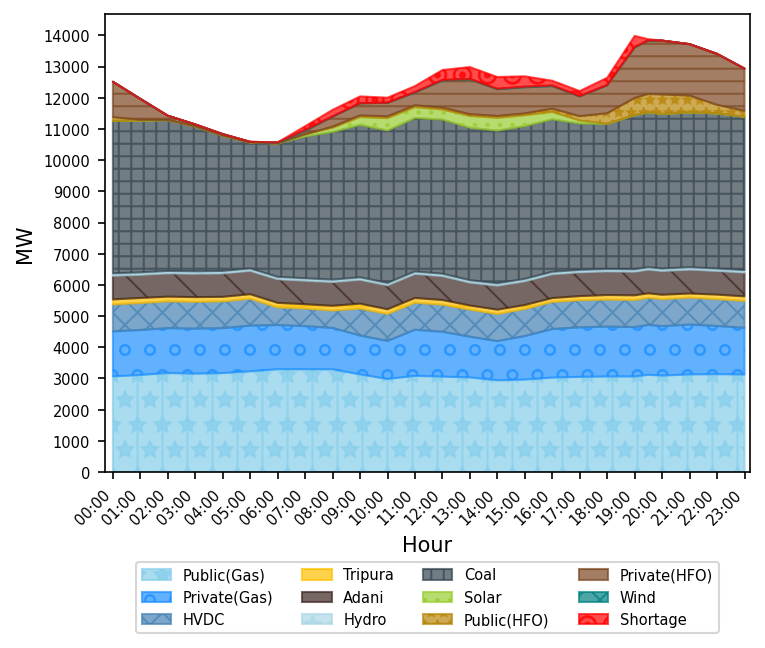 14000
13000
12000
11000
10000
9000
8000
7000
6000
5000
4000
3000
2000
1000
0
MW
00:00 01:00 02:00 03:00 04:00 05:00 06:00 07:00 08:00 09:00 10:00 11:00 12:00 13:00 14:00 15:00 16:00 17:00 18:00 19:00 20:00 21:00 22:00 23:00
Hour
Public(Gas) Tripura Coal Private(HFO)
Private(Gas) Adani Solar Wind
HVDC Hydro Public(HFO) Shortage